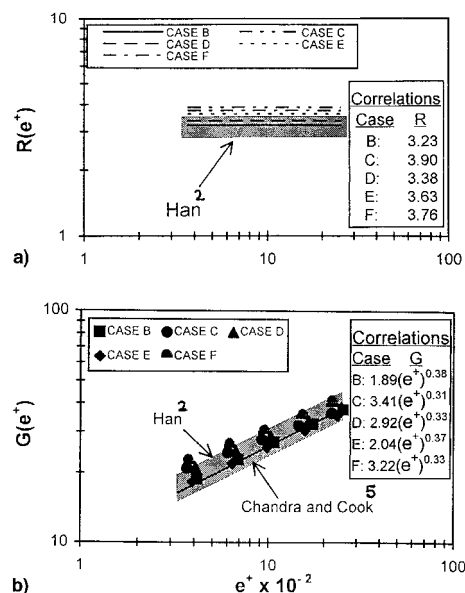 10
CASE B CASE C
CASE D CASE E
CASE F
R(e⁺)
Correlations
Case R
B: 3.23
C: 3.90
D: 3.38
E: 3.63
F: 3.76
Han²
1
1 10 100
a)
100
CASE B CASE C CASE D
CASE E CASE F
G(e⁺)
Correlations
Case G
B: 1.89(e⁺)^0.38
C: 3.41(e⁺)^0.31
D: 2.92(e⁺)^0.33
E: 2.04(e⁺)^0.37
F: 3.22(e⁺)^0.33
Han²
5
Chandra and Cook
10
1 10 100
b) e⁺ x 10⁻²